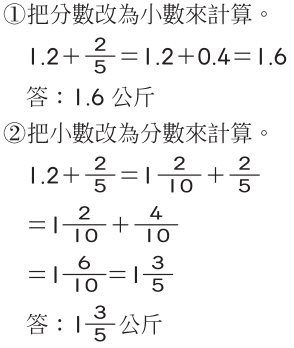 ①把分數改為小數來計算。
1.2+2/5=1.2+0.4=1.6
答：1.6 公斤
②把小數改為分數來計算。
1.2+2/5=1 2/10+2/5
=1 2/10+4/10
=1 6/10=1 3/5
答：1 3/5 公斤